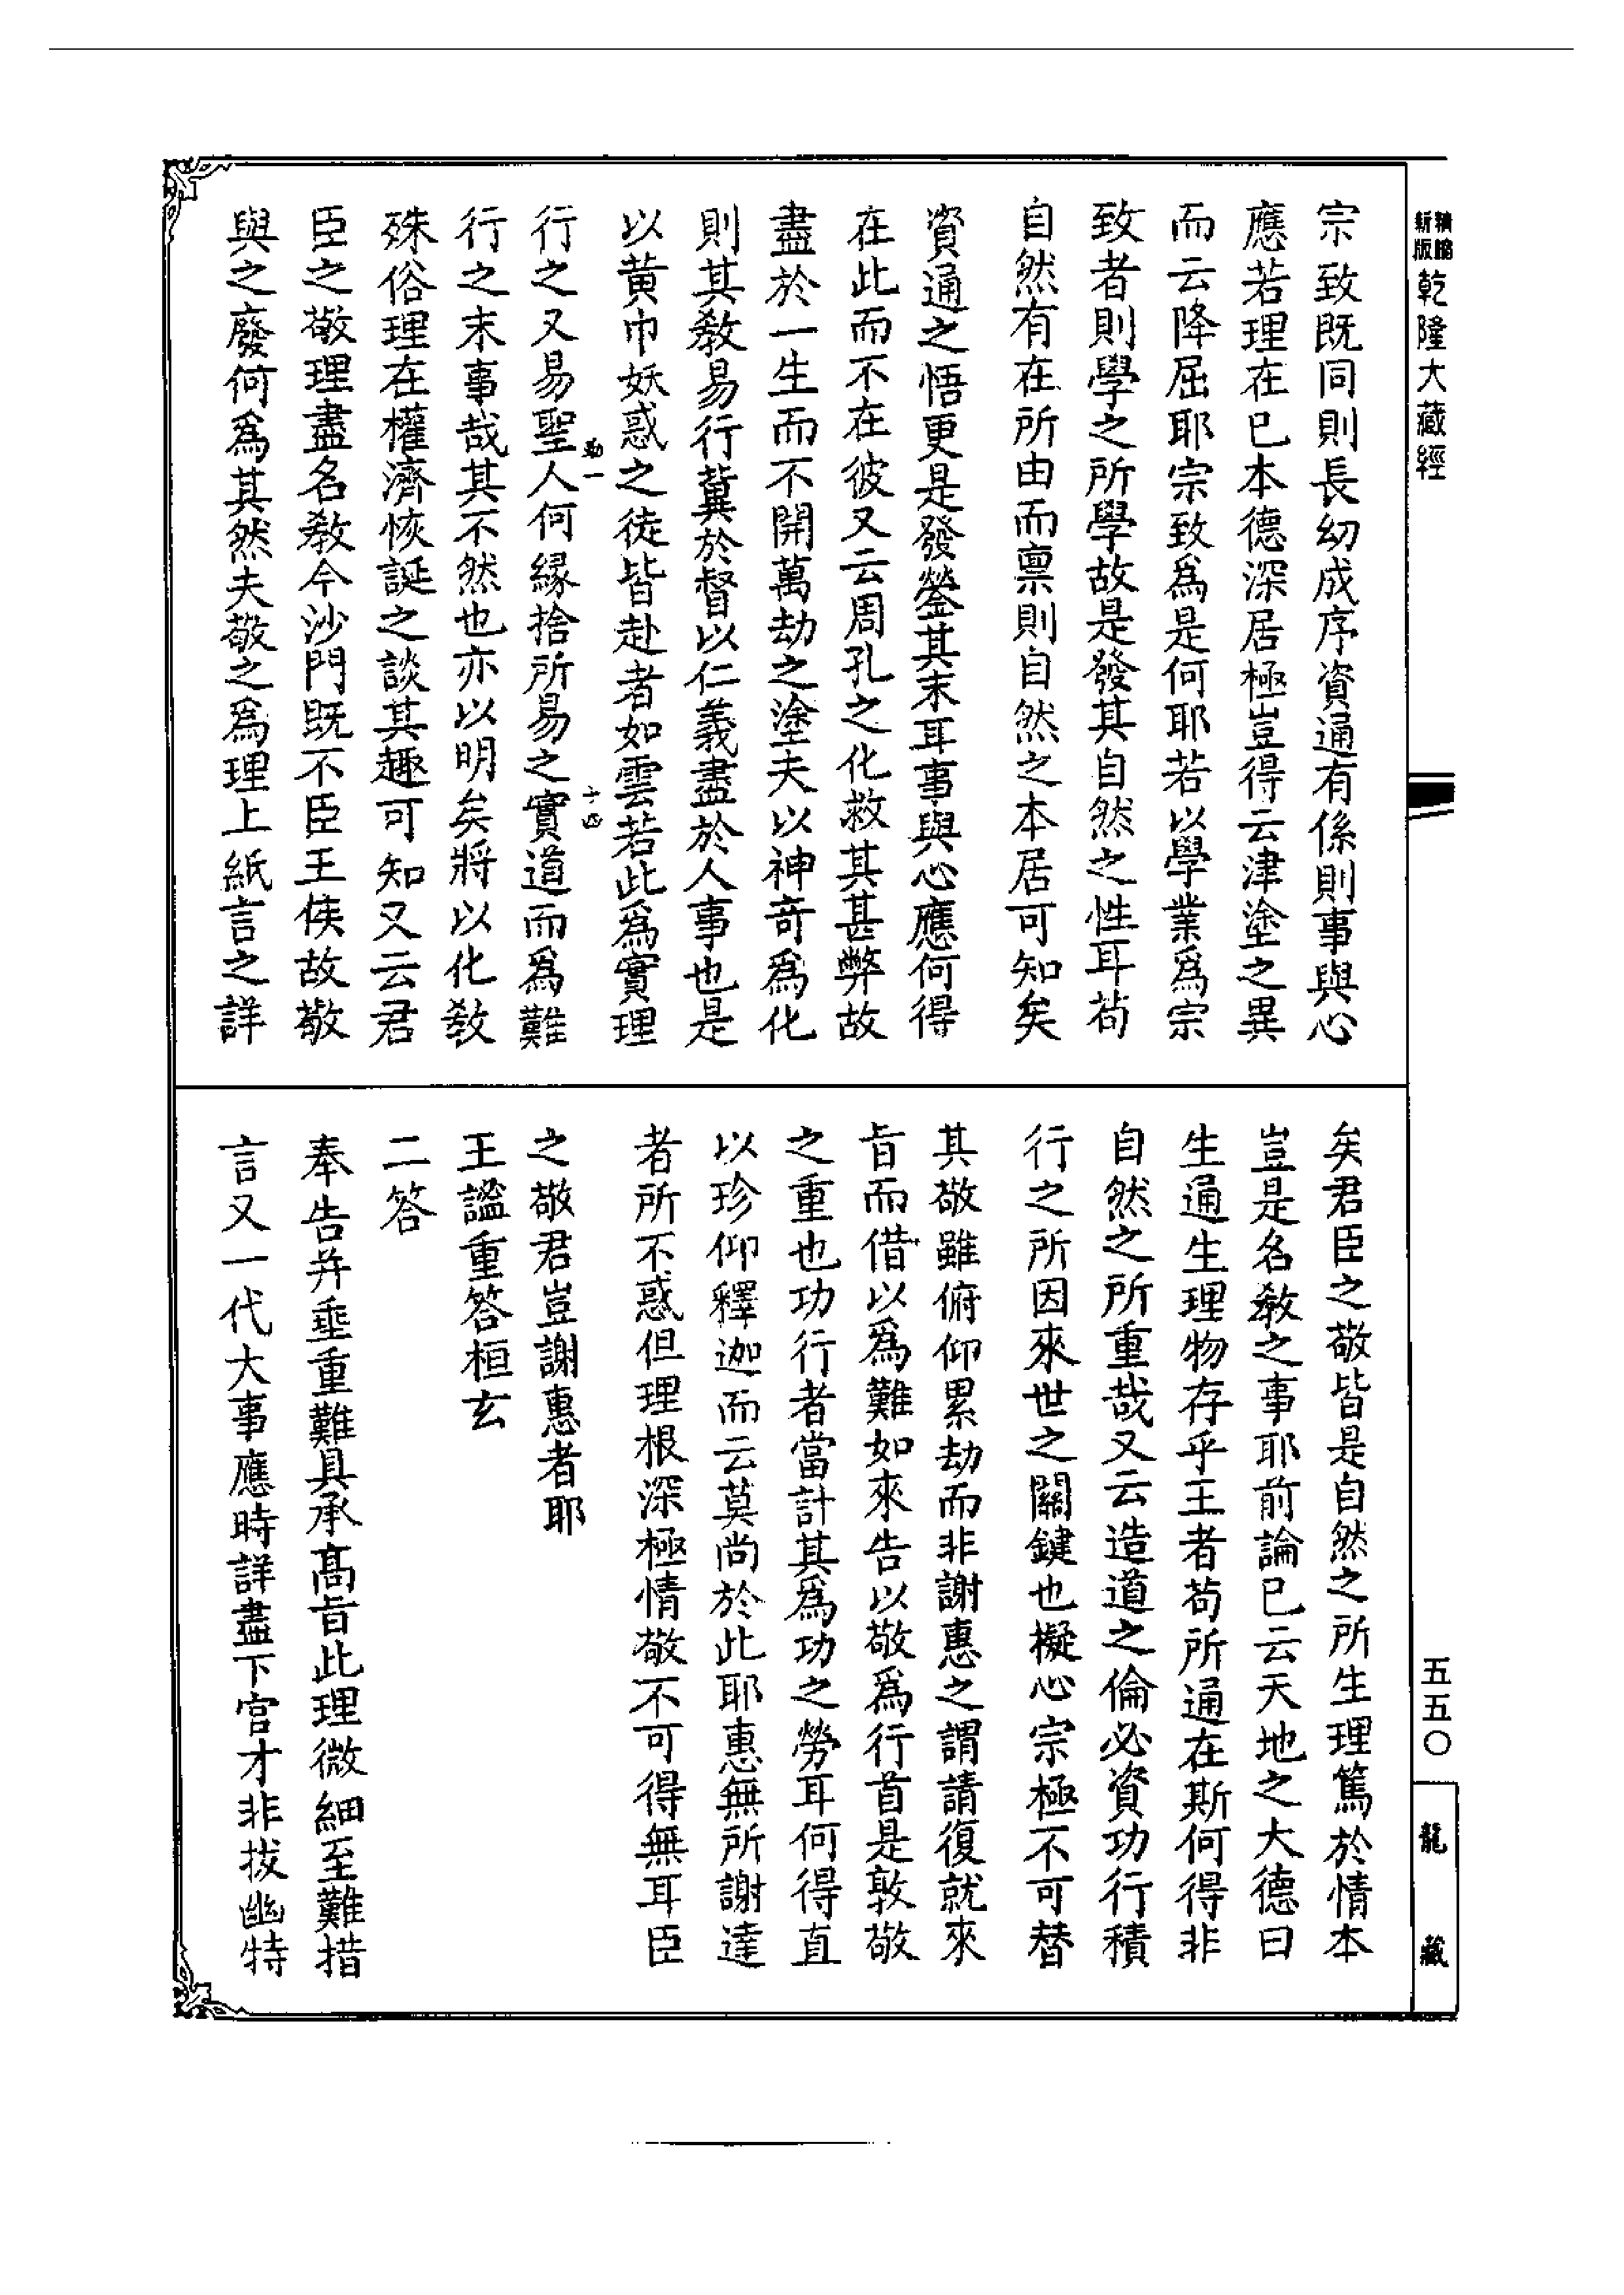 精縮
新版
乾隆大藏經
宗致既同則長幼成序資通有係則事與心
應若理在已本德深居極豈得云津塗之異
而云降屈耶宗致爲是何耶若以學業爲宗
致者則學之所學故是發其自然之性耳苟
自然有在所由而禀則自然之本居可知矣
資通之悟更是發瑩其末耳事與心應何得
在此而不在彼又云周孔之化救其甚弊故
盡於一生而不開萬劫之塗夫以神奇爲化
則其教易行冀於督以仁義盡於人事也是
以黄巾妖惑之徒皆赴者如雲若此爲實理
行之又易聖人何緣捨所易之實道而爲難
行之末事哉其不然也亦以明矣將以化教
殊俗理在權濟恢誕之談其趣可知又云君
臣之敬理盡名教今沙門既不臣王侯故敬
與之廢何爲其然夫敬之爲理上紙言之詳
十四
矣君臣之敬皆是自然之所生理篤於情本
豈是名教之事耶前論已云天地之大德曰
生通生理物存乎王者苟所通在斯何得非
自然之所重哉又云造道之倫必資功行積
行之所因來世之關鍵也擬心宗極不可替
其敬雖俯仰累劫而非謝惠之謂請復就來
旨而借以爲難如來告以敬爲行首是敦敬
之重也功行者當計其爲功之勞耳何得直
以珍仰釋迦而云莫尚於此耶惠無所謝達
者所不惑但理根深極情敬不可得無耳臣
之敬君豈謝惠者耶
王謐重答桓玄
二答
奉告并垂重難具承高旨此理微細至難措
言又一代大事應時詳盡下官才非拔幽特
五五〇
龍藏